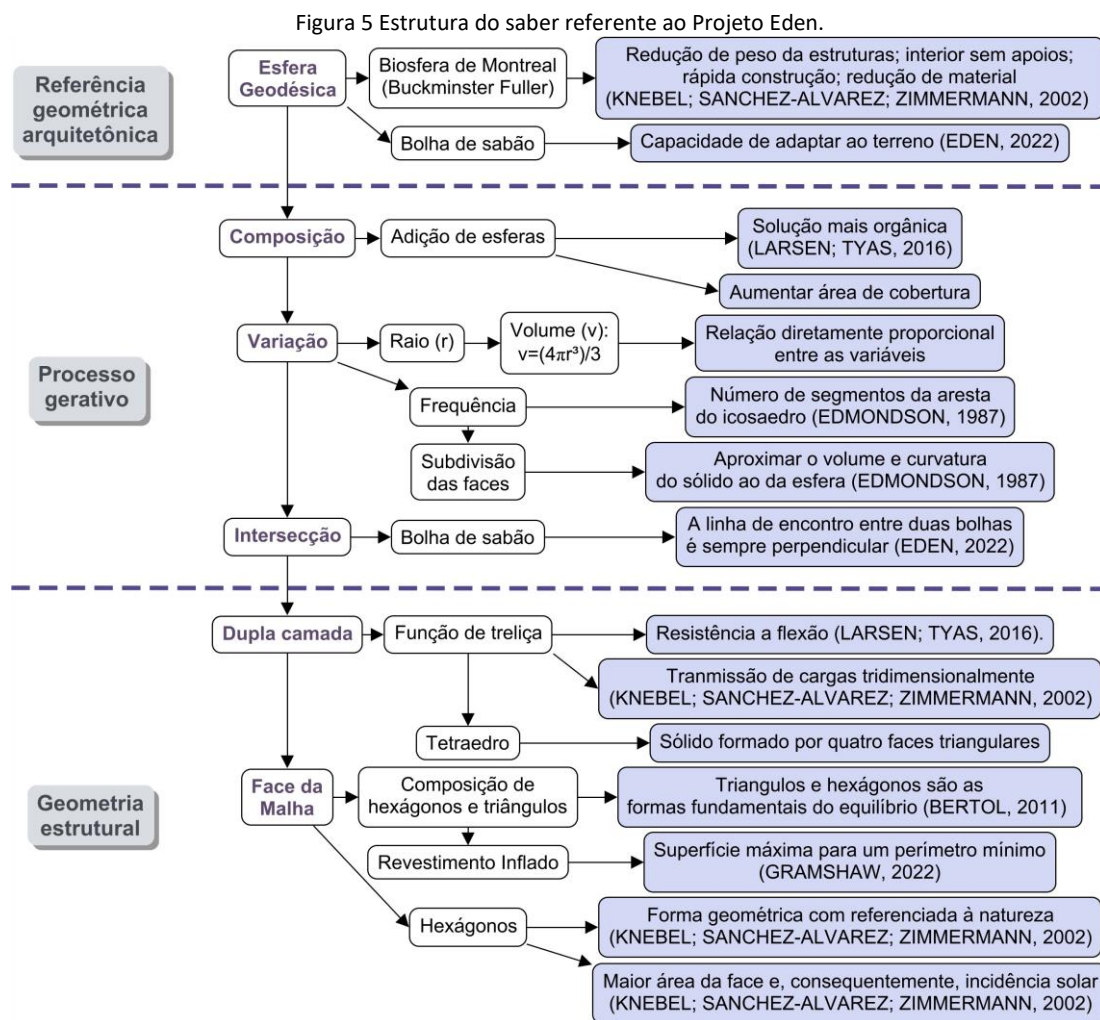 Figura 5 Estrutura do saber referente ao Projeto Eden.
Referência
geométrica
arquitetônica
Esfera
Geodésica
Biosfera de Montreal
(Buckminster Fuller)
Redução de peso da estruturas; interior sem apoios;
rápida construção; redução de material
(KNEBEL; SANCHEZ-ALVAREZ; ZIMMERMANN, 2002)
Bolha de sabão
Capacidade de adaptar ao terreno (EDEN, 2022)
Processo
gerativo
Composição
Adição de esferas
Solução mais orgânica
(LARSEN; TYAS, 2016)
Aumentar área de cobertura
Variação
Raio (r)
Volume (v):
v=(4πr³)/3
Relação diretamente proporcional
entre as variáveis
Frequência
Número de segmentos da aresta
do icosaedro (EDMONDSON, 1987)
Subdivisão
das faces
Aproximar o volume e curvatura
do sólido ao da esfera (EDMONDSON, 1987)
Intersecção
Bolha de sabão
A linha de encontro entre duas bolhas
é sempre perpendicular (EDEN, 2022)
Geometria
estrutural
Dupla camada
Função de treliça
Resistência a flexão (LARSEN; TYAS, 2016).
Tranmissão de cargas tridimensionalmente
(KNEBEL; SANCHEZ-ALVAREZ; ZIMMERMANN, 2002)
Tetraedro
Sólido formado por quatro faces triangulares
Face da
Malha
Composição de
hexágonos e triângulos
Triangulos e hexágonos são as
formas fundamentais do equilíbrio (BERTOL, 2011)
Revestimento Inflado
Superfície máxima para um perímetro mínimo
(GRAMSHAW, 2022)
Hexágonos
Forma geométrica com referenciada à natureza
(KNEBEL; SANCHEZ-ALVAREZ; ZIMMERMANN, 2002)
Maior área da face e, consequentemente, incidência solar
(KNEBEL; SANCHEZ-ALVAREZ; ZIMMERMANN, 2002)